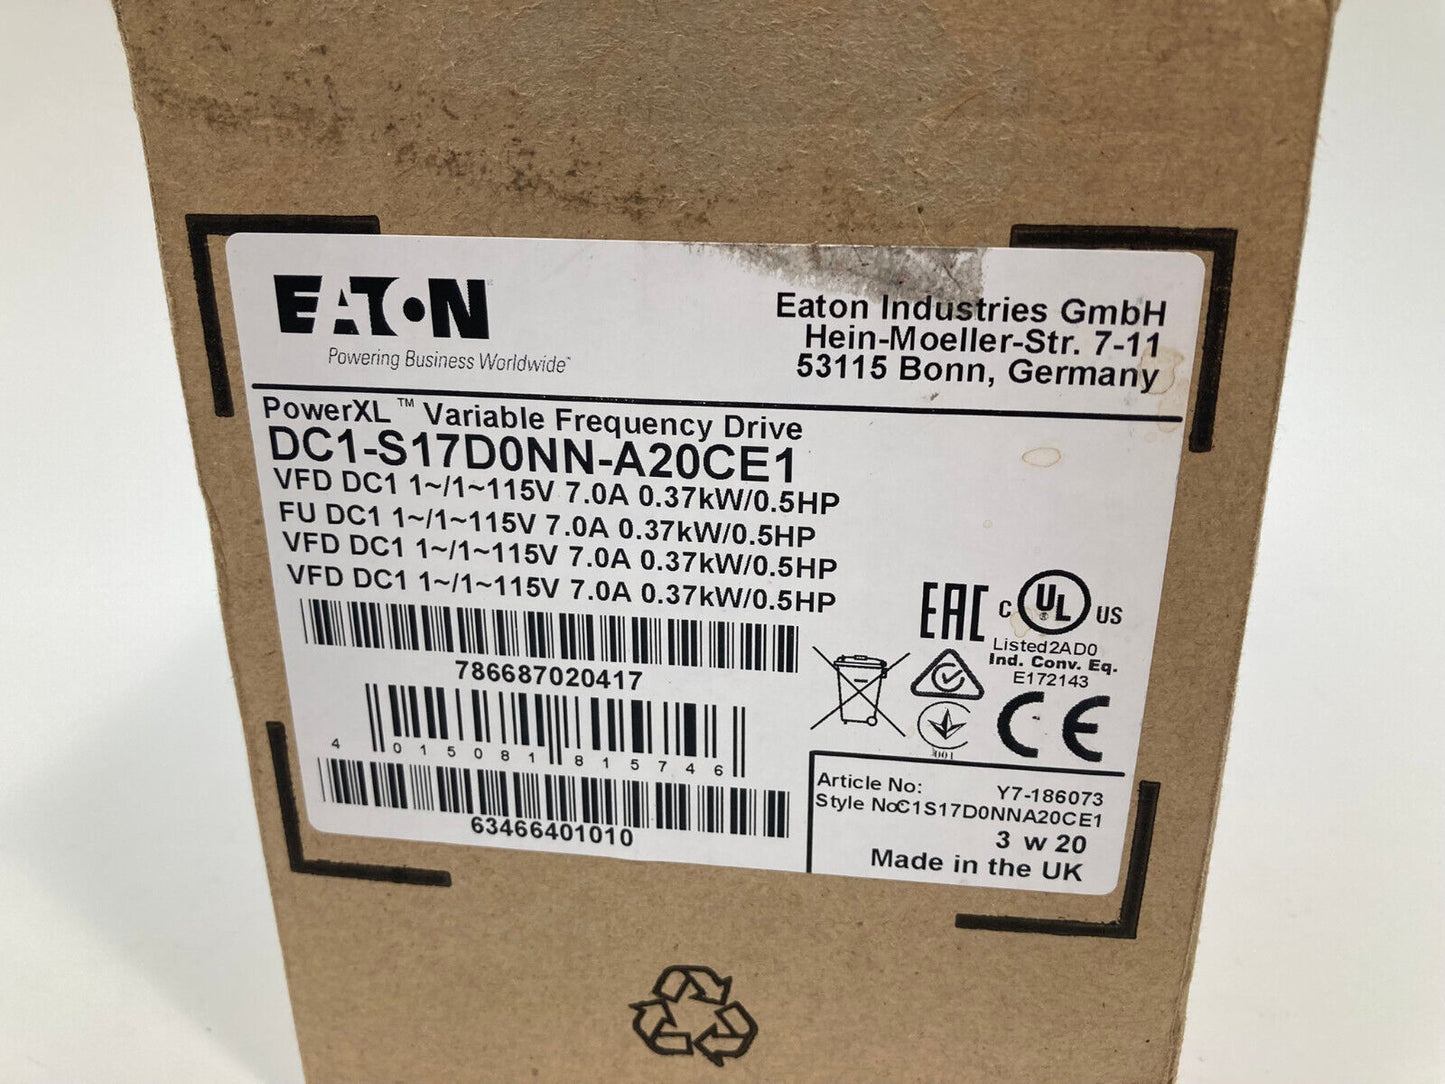 EATON
Powering Business Worldwide™
Eaton Industries GmbH
Hein-Moeller-Str. 7-11
53115 Bonn, Germany
PowerXL™ Variable Frequency Drive
DC1-S17D0NN-A20CE1
VFD DC1 1~/1~115V 7.0A 0.37kW/0.5HP
FU DC1 1~/1~115V 7.0A 0.37kW/0.5HP
VFD DC1 1~/1~115V 7.0A 0.37kW/0.5HP
VFD DC1 1~/1~115V 7.0A 0.37kW/0.5HP
786687020417
4 015081 815746
63466401010
EAC
C UL® US
Listed2AD0
Ind. Conv. Eq.
E172143
001
CE
Article No: Y7-186073
Style No:C1S17D0NNA20CE1
3 w 20
Made in the UK